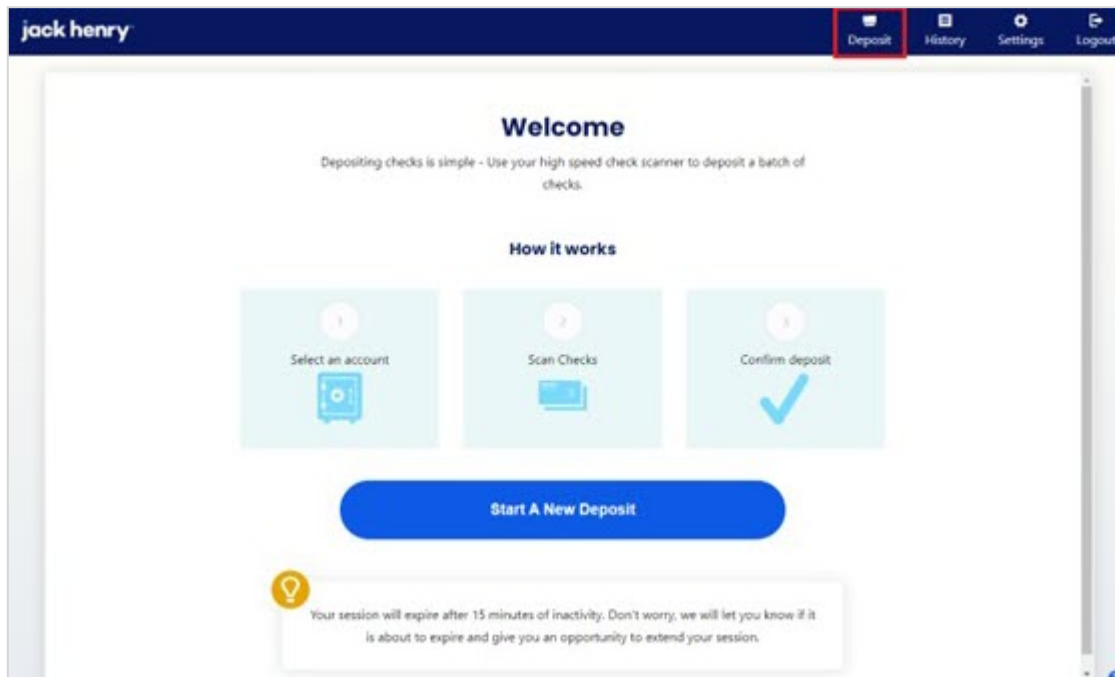 jack henry
Deposit
History
Settings
Logout
Welcome
Depositing checks is simple - Use your high speed check scanner to deposit a batch of
checks.
How it works
1
2
3
Select an account
Scan Checks
Confirm deposit
Start A New Deposit
Your session will expire after 15 minutes of inactivity. Don't worry, we will let you know if it
is about to expire and give you an opportunity to extend your session.